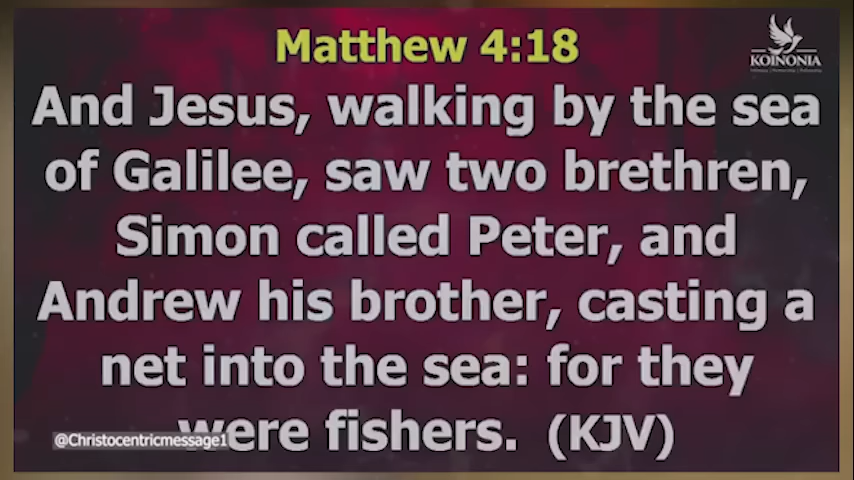 Matthew 4:18
KOINONIA
And Jesus, walking by the sea
of Galilee, saw two brethren,
Simon called Peter, and
Andrew his brother, casting a
net into the sea: for they
were fishers. (KJV)
@Christocentricmessage1